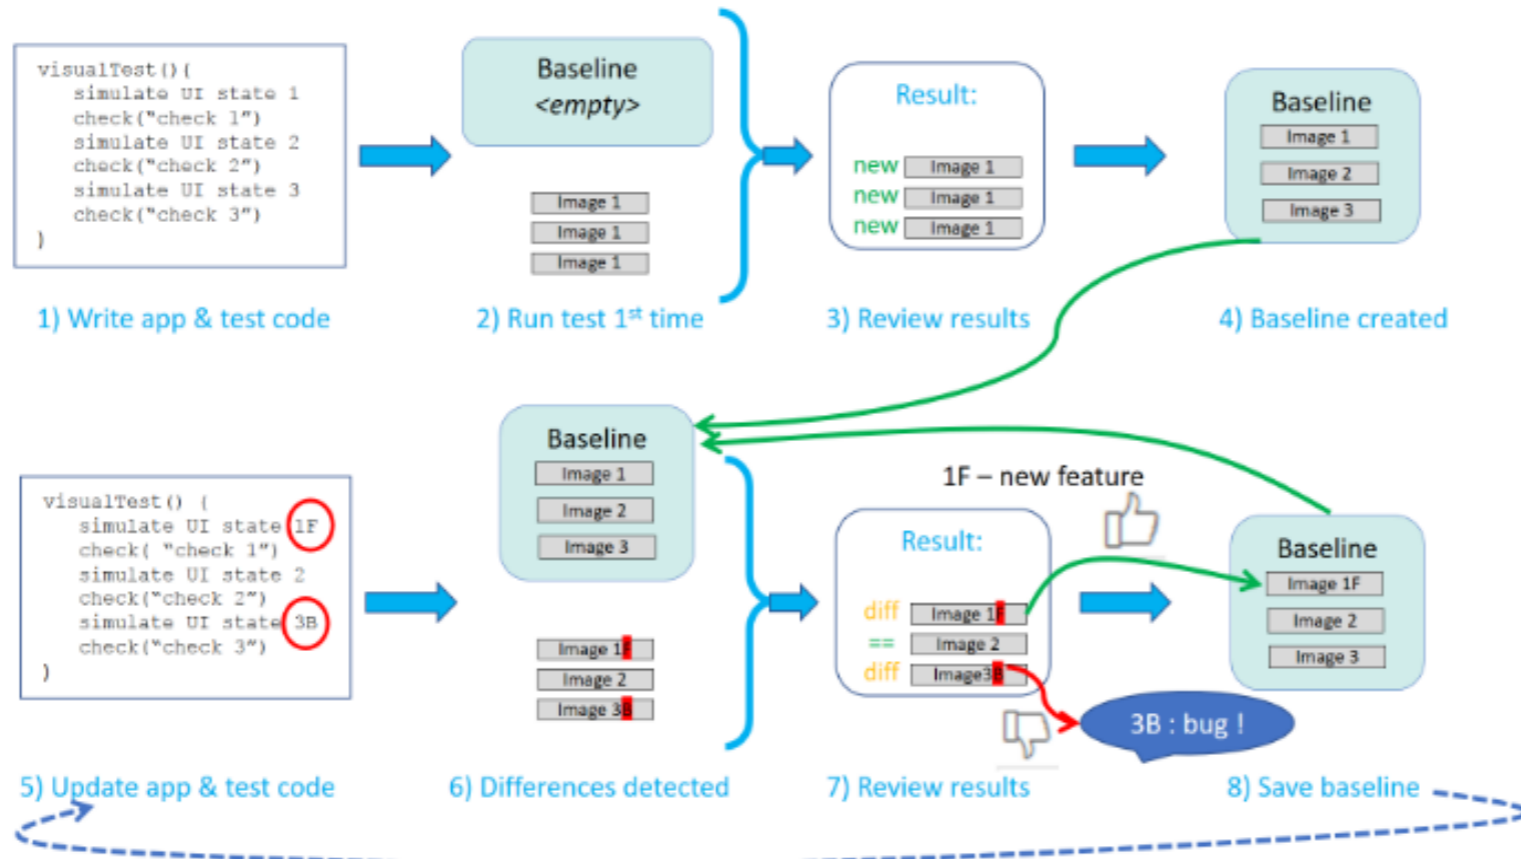 visualTest(){
simulate UI state 1
check("check 1")
simulate UI state 2
check("check 2")
simulate UI state 3
check("check 3")
}
1) Write app & test code
Baseline
<empty>
Image 1
Image 1
Image 1
2) Run test 1st time
Result:
new Image 1
new Image 1
new Image 1
3) Review results
Baseline
Image 1
Image 2
Image 3
4) Baseline created
visualTest() {
simulate UI state 1F
check( "check 1")
simulate UI state 2
check("check 2")
simulate UI state 3B
check("check 3")
}
5) Update app & test code
Baseline
Image 1
Image 2
Image 3
Image 1F
Image 2
Image 3B
6) Differences detected
1F – new feature
Result:
diff Image 1F
== Image 2
diff Image3B
7) Review results
Baseline
Image 1F
Image 2
Image 3
3B : bug !
8) Save baseline